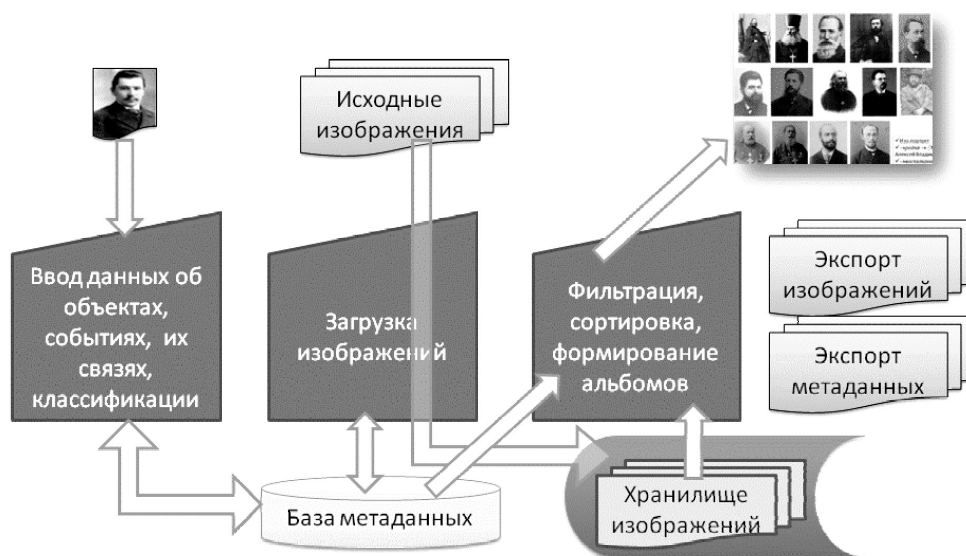 Исходные
изображения
Ввод данных об
объектах,
событиях, их
связях,
классификации
Загрузка
изображений
Фильтрация,
сортировка,
формирование
альбомов
Экспорт
изображений
Экспорт
метаданных
База метаданных
Хранилище
изображений